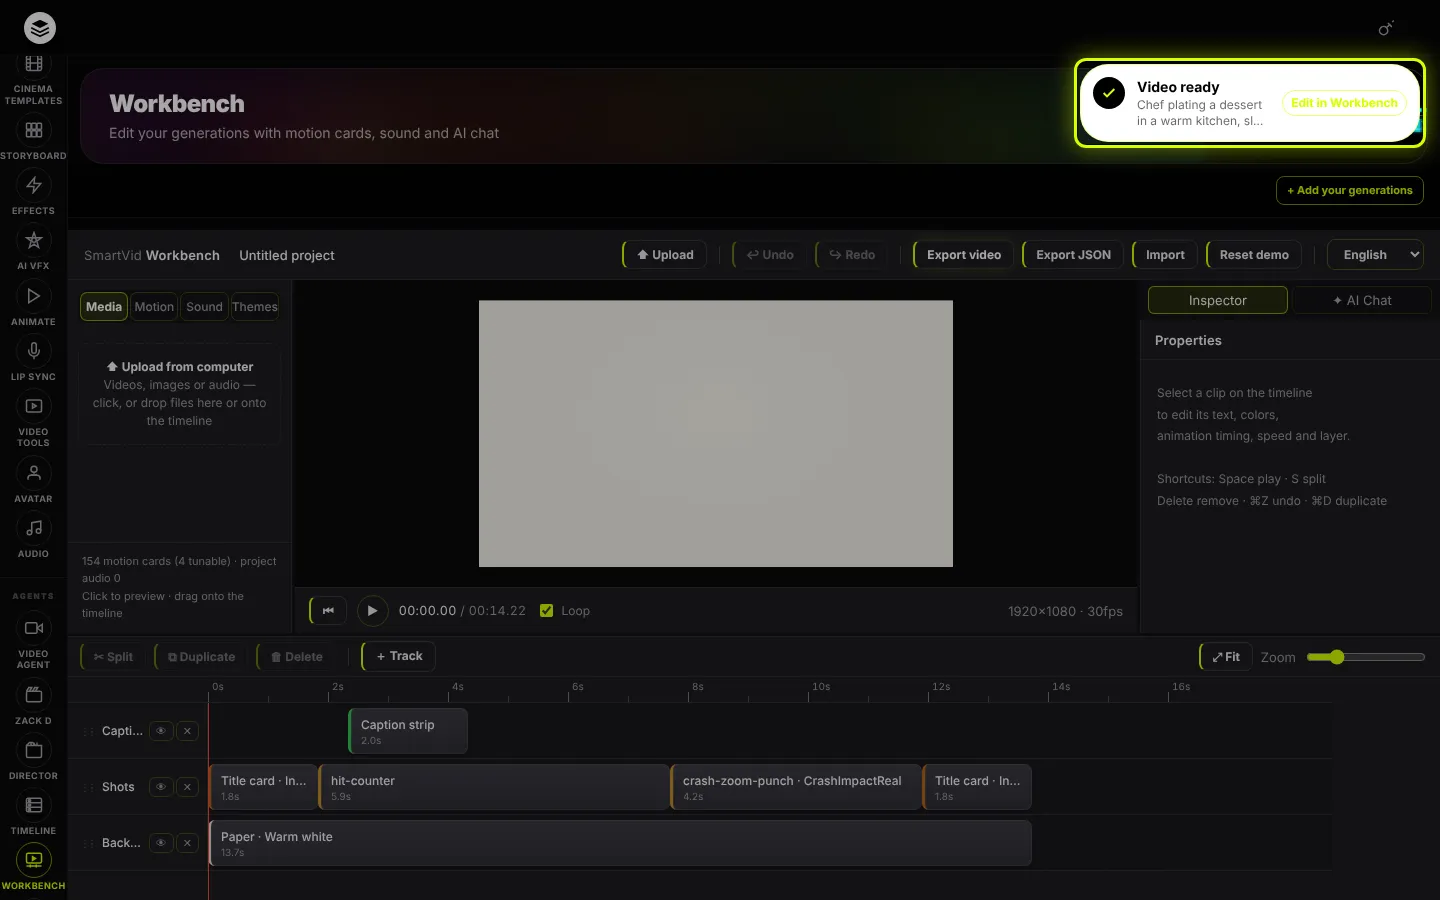 CINEMA
TEMPLATES
STORYBOARD
EFFECTS
AI VFX
ANIMATE
LIP SYNC
VIDEO
TOOLS
AVATAR
AUDIO
AGENTS
VIDEO
AGENT
ZACK D
DIRECTOR
TIMELINE
WORKBENCH
Workbench
Edit your generations with motion cards, sound and AI chat
Video ready
Chef plating a dessert
in a warm kitchen, sl...
Edit in Workbench
+ Add your generations
SmartVid Workbench
Untitled project
Upload
Undo
Redo
Export video
Export JSON
Import
Reset demo
English
Media
Motion
Sound
Themes
Upload from computer
Videos, images or audio —
click, or drop files here or onto
the timeline
154 motion cards (4 tunable) · project
audio 0
Click to preview · drag onto the
timeline
00:00.00 / 00:14.22
Loop
1920×1080 · 30fps
Inspector
✦ AI Chat
Properties
Select a clip on the timeline
to edit its text, colors,
animation timing, speed and layer.
Shortcuts: Space play · S split
Delete remove · ⌘Z undo · ⌘D duplicate
Split
Duplicate
Delete
+ Track
Fit
Zoom
0s
2s
4s
6s
8s
10s
12s
14s
16s
Capti...
Caption strip
2.0s
Shots
Title card · In...
1.8s
hit-counter
5.9s
crash-zoom-punch · CrashImpactReal
4.2s
Title card · In...
1.8s
Back...
Paper · Warm white
13.7s